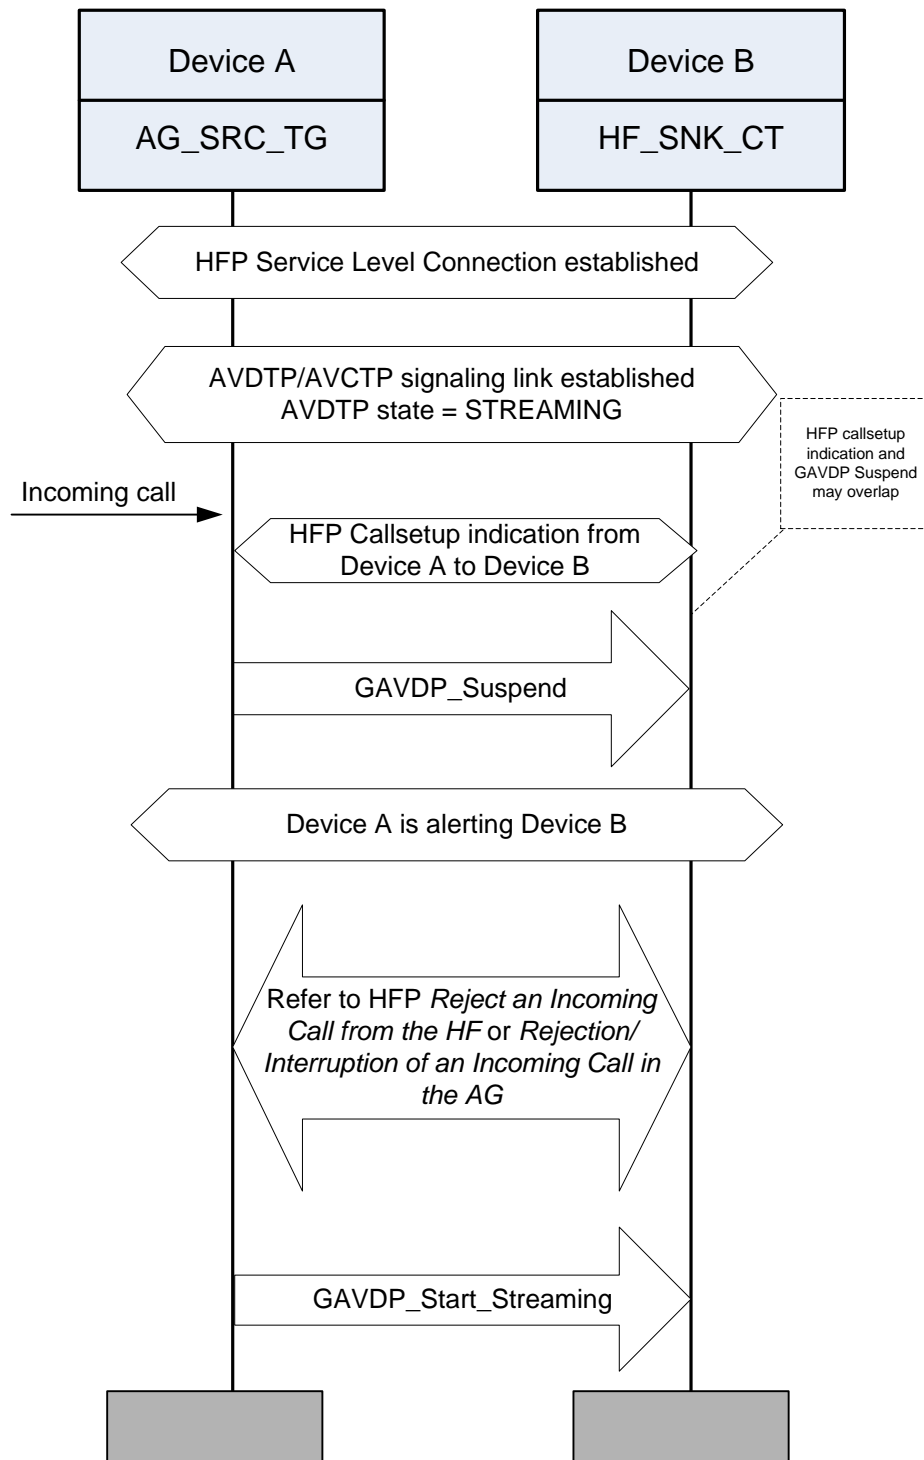 Device A
Device B
AG_SRC_TG
HF_SNK_CT
HFP Service Level Connection established
AVDTP/AVCTP signaling link established
AVDTP state = STREAMING
HFP callsetup
indication and
GAVDP Suspend
may overlap
Incoming call
HFP Callsetup indication from
Device A to Device B
GAVDP_Suspend
Device A is alerting Device B
Refer to HFP Reject an Incoming
Call from the HF or Rejection/
Interruption of an Incoming Call in
the AG
GAVDP_Start_Streaming